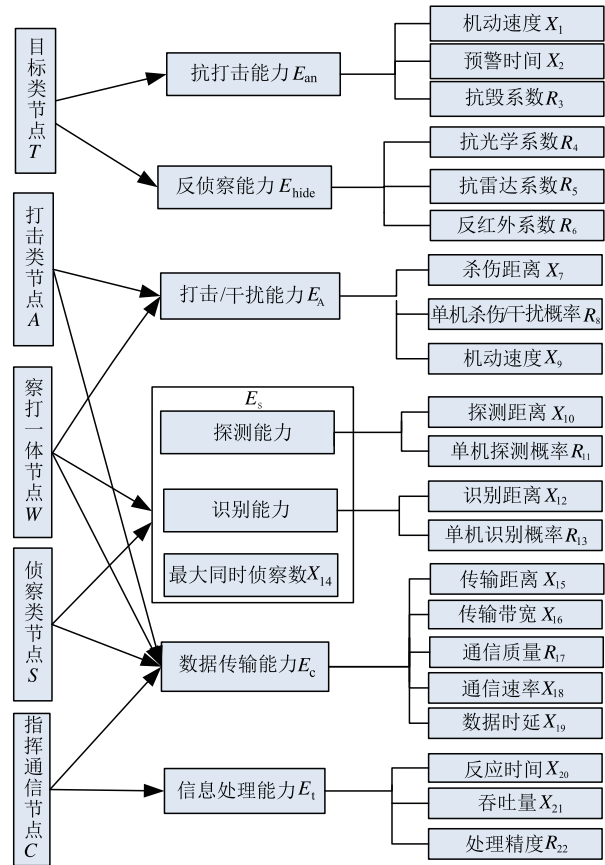 目标类节点T
打击类节点A
察打一体节点W
侦察类节点S
指挥通信节点C
抗打击能力E_an
反侦察能力E_hide
打击/干扰能力E_A
E_s
探测能力
识别能力
最大同时侦察数X_14
数据传输能力E_c
信息处理能力E_t
机动速度X_1
预警时间X_2
抗毁系数R_3
抗光学系数R_4
抗雷达系数R_5
反红外系数R_6
杀伤距离X_7
单机杀伤/干扰概率R_8
机动速度X_9
探测距离X_10
单机探测概率R_11
识别距离X_12
单机识别概率R_13
传输距离X_15
传输带宽X_16
通信质量R_17
通信速率X_18
数据时延X_19
反应时间X_20
吞吐量X_21
处理精度R_22